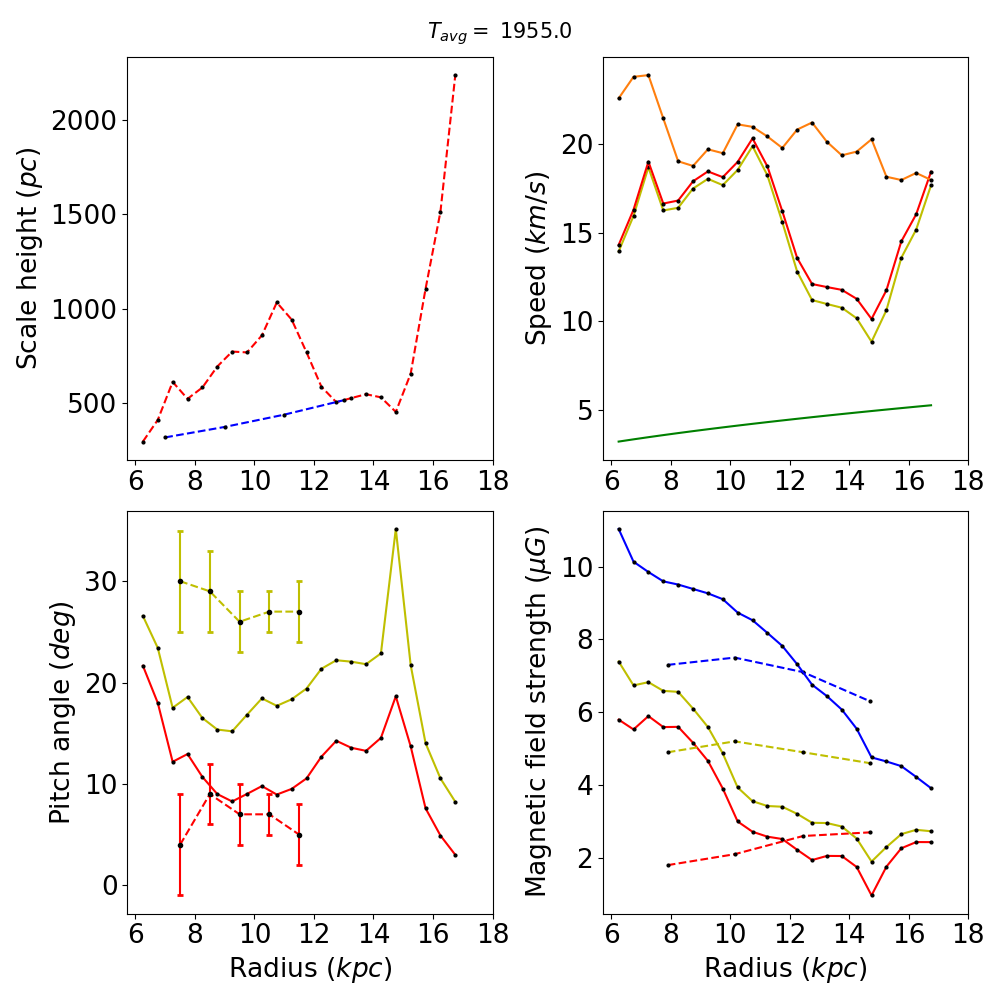 T_avg = 1955.0
Scale height (pc)
2000
1500
1000
500
6 8 10 12 14 16 18
Speed (km/s)
20
15
10
5
6 8 10 12 14 16 18
Pitch angle (deg)
30
20
10
0
6 8 10 12 14 16 18
Radius (kpc)
Magnetic field strength (μG)
10
8
6
4
2
6 8 10 12 14 16 18
Radius (kpc)